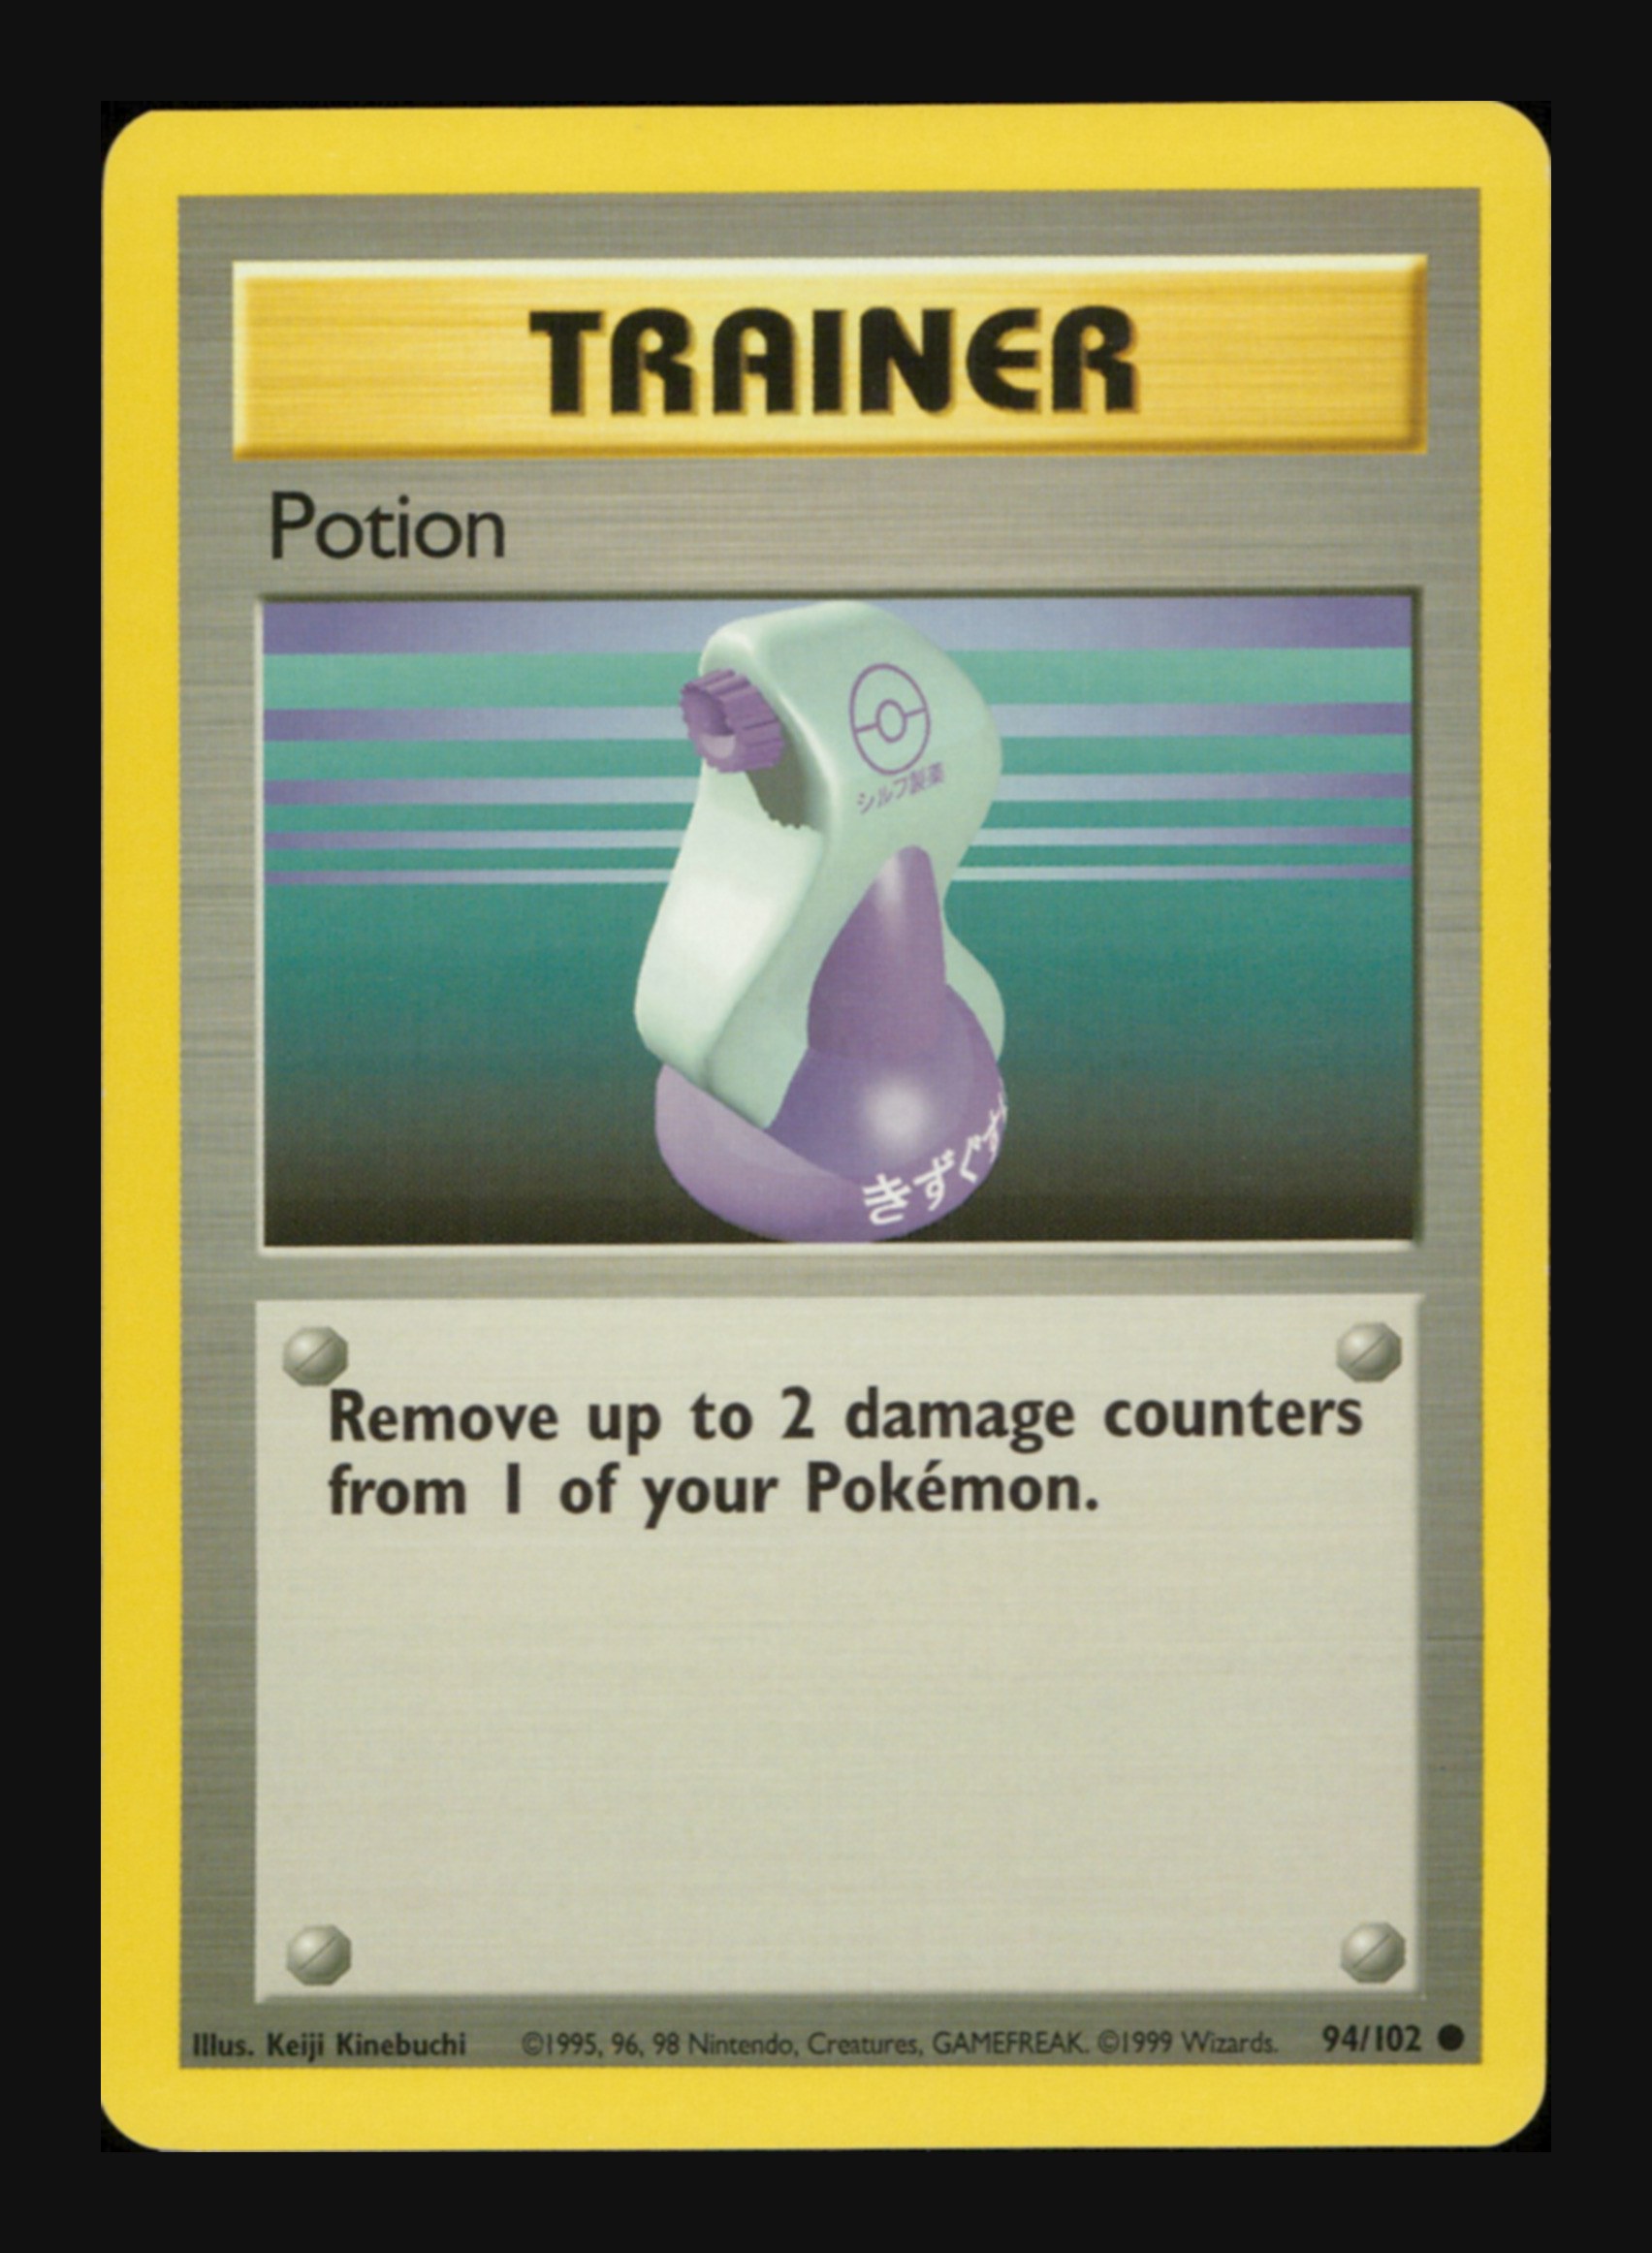 TRAINER
Potion
シルフ製薬
きずぐす
Remove up to 2 damage counters
from 1 of your Pokémon.
Illus. Keiji Kinebuchi ©1995, 96, 98 Nintendo, Creatures, GAMEFREAK. ©1999 Wizards. 94/102